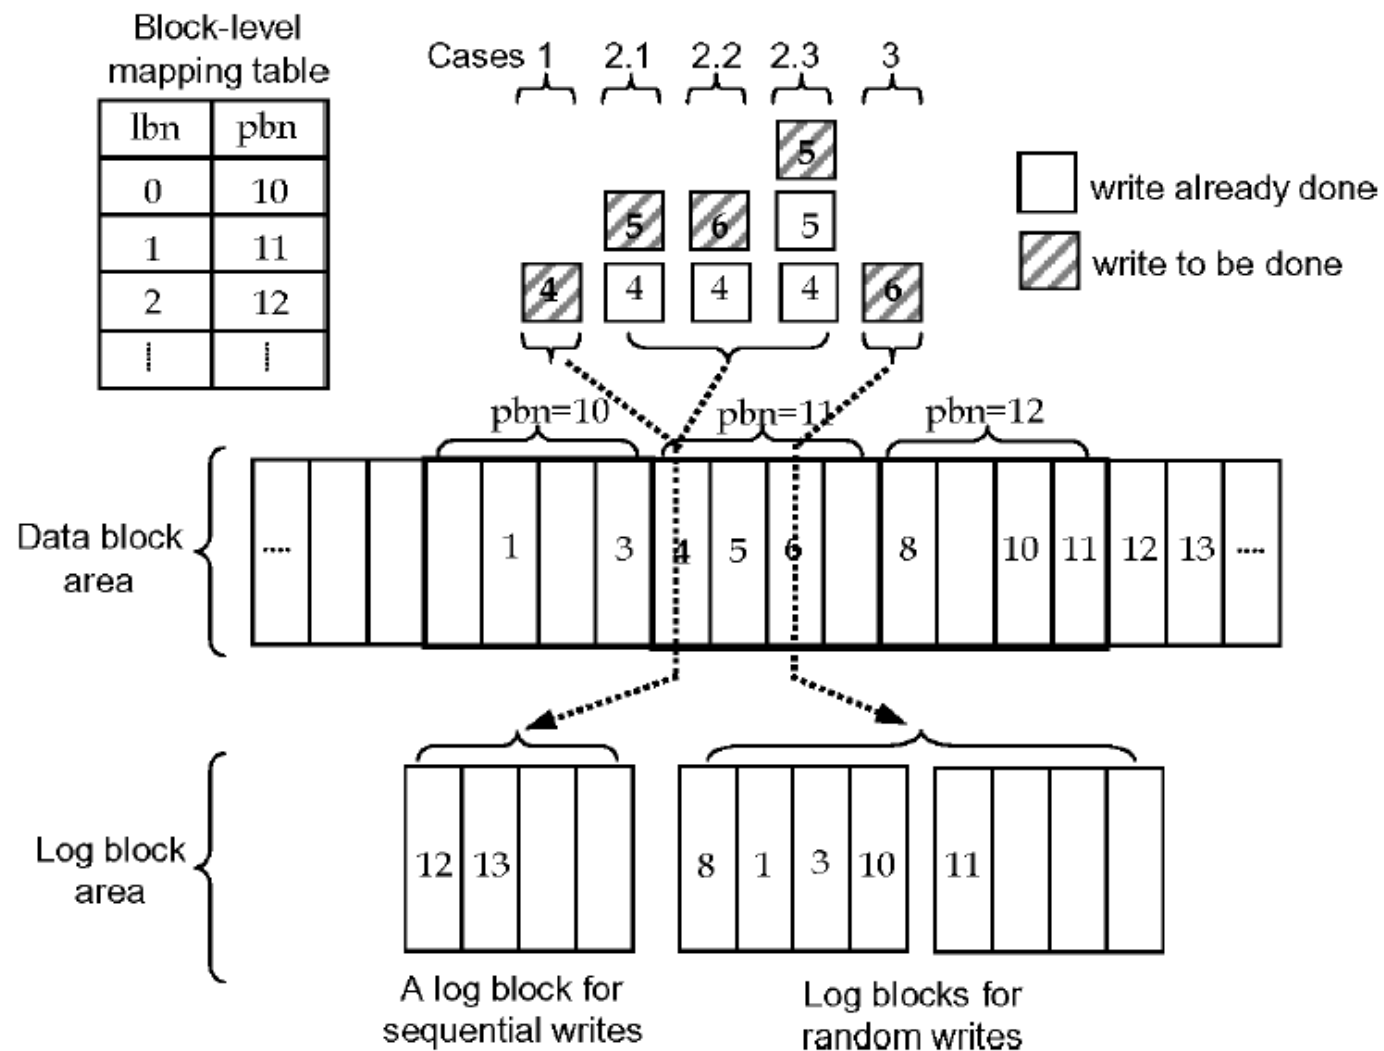 Block-level
mapping table
lbn pbn
0 10
1 11
2 12
Cases 1 2.1 2.2 2.3 3
5
5 6 5
4 4 4 4 6
write already done
write to be done
pbn=10 pbn=11 pbn=12
Data block
area
.... 1 3 4 5 6 8 10 11 12 13 ....
Log block
area
12 13 8 1 3 10 11
A log block for
sequential writes
Log blocks for
random writes